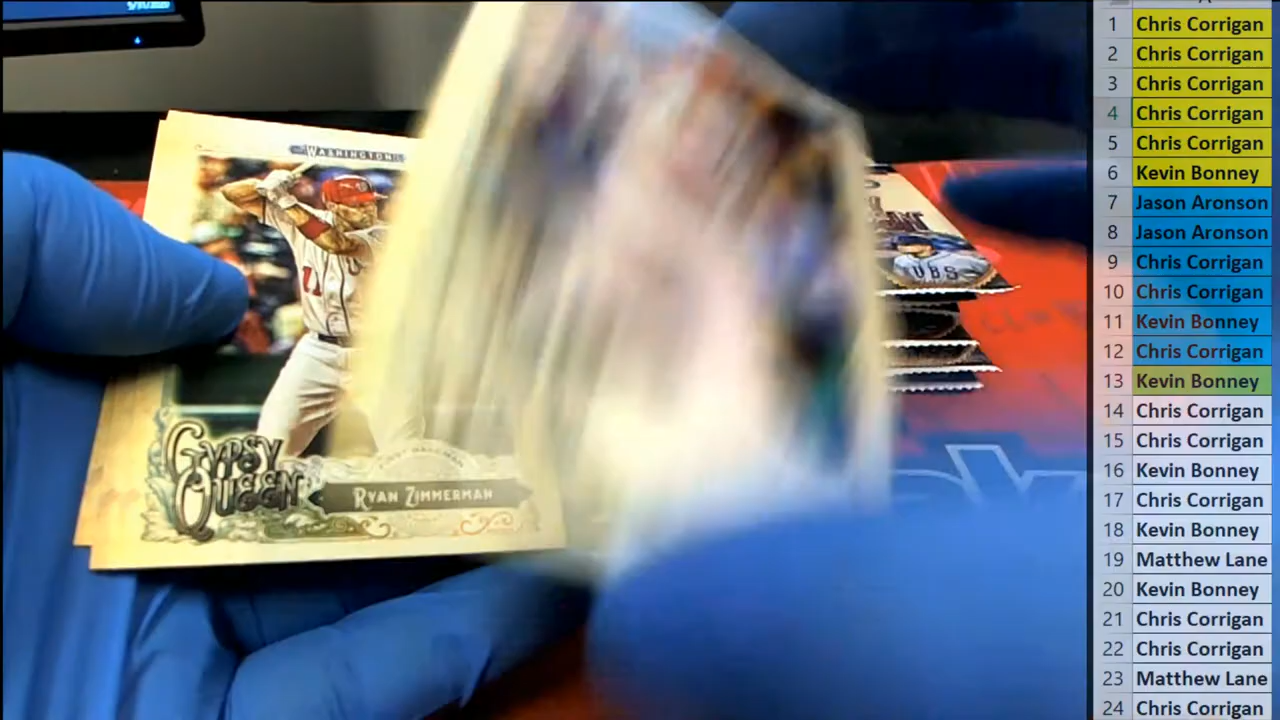 WASHINGTON
11
FIRST BASEMAN
GYPSY
QUEEN
RYAN ZIMMERMAN
UBS
1 Chris Corrigan
2 Chris Corrigan
3 Chris Corrigan
4 Chris Corrigan
5 Chris Corrigan
6 Kevin Bonney
7 Jason Aronson
8 Jason Aronson
9 Chris Corrigan
10 Chris Corrigan
11 Kevin Bonney
12 Chris Corrigan
13 Kevin Bonney
14 Chris Corrigan
15 Chris Corrigan
16 Kevin Bonney
17 Chris Corrigan
18 Kevin Bonney
19 Matthew Lane
20 Kevin Bonney
21 Chris Corrigan
22 Chris Corrigan
23 Matthew Lane
24 Chris Corrigan